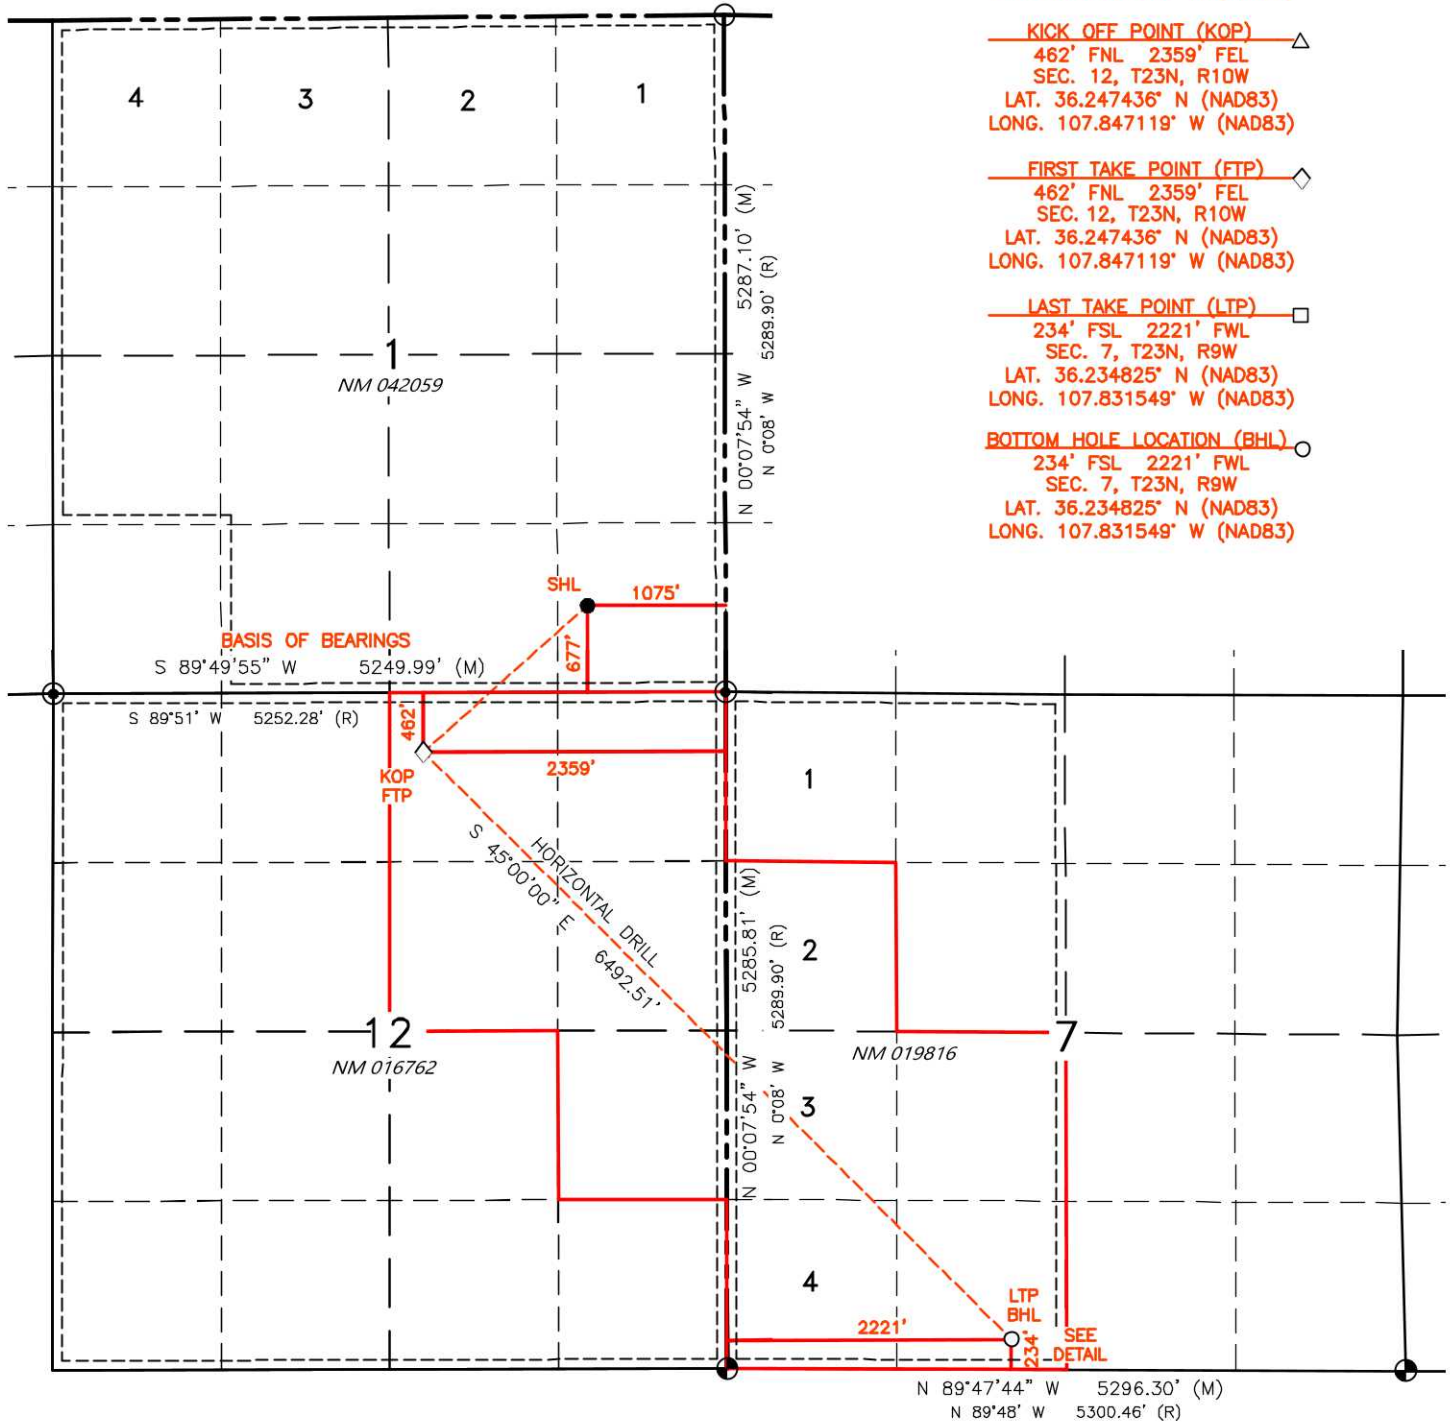 KICK OFF POINT (KOP)
462' FNL 2359' FEL
SEC. 12, T23N, R10W
LAT. 36.247436° N (NAD83)
LONG. 107.847119° W (NAD83)
FIRST TAKE POINT (FTP)
462' FNL 2359' FEL
SEC. 12, T23N, R10W
LAT. 36.247436° N (NAD83)
LONG. 107.847119° W (NAD83)
LAST TAKE POINT (LTP)
234' FSL 2221' FWL
SEC. 7, T23N, R9W
LAT. 36.234825° N (NAD83)
LONG. 107.831549° W (NAD83)
BOTTOM HOLE LOCATION (BHL)
234' FSL 2221' FWL
SEC. 7, T23N, R9W
LAT. 36.234825° N (NAD83)
LONG. 107.831549° W (NAD83)
4 3 2 1
1
NM 042059
N 00°07'54" W 5287.10' (M)
N 0°08' W 5289.90' (R)
SHL
1075'
677'
BASIS OF BEARINGS
S 89°49'55" W 5249.99' (M)
S 89°51' W 5252.28' (R)
462'
2359'
KOP
FTP
1
HORIZONTAL DRILL
S 45°00'00" E 6492.51'
2
N 00°07'54" W 5285.81' (M)
N 0°08' W 5289.90' (R)
12
NM 016762
7
NM 019816
3
4
LTP
BHL
2221'
234'
SEE
DETAIL
N 89°47'44" W 5296.30' (M)
N 89°48' W 5300.46' (R)